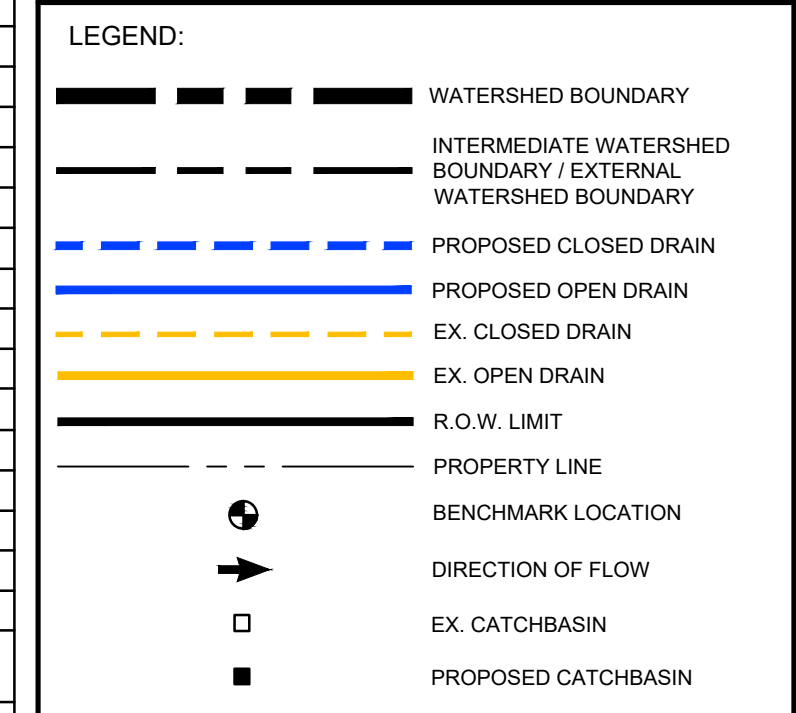 LEGEND:
WATERSHED BOUNDARY
INTERMEDIATE WATERSHED
BOUNDARY / EXTERNAL
WATERSHED BOUNDARY
PROPOSED CLOSED DRAIN
PROPOSED OPEN DRAIN
EX. CLOSED DRAIN
EX. OPEN DRAIN
R.O.W. LIMIT
PROPERTY LINE
BENCHMARK LOCATION
DIRECTION OF FLOW
EX. CATCHBASIN
PROPOSED CATCHBASIN